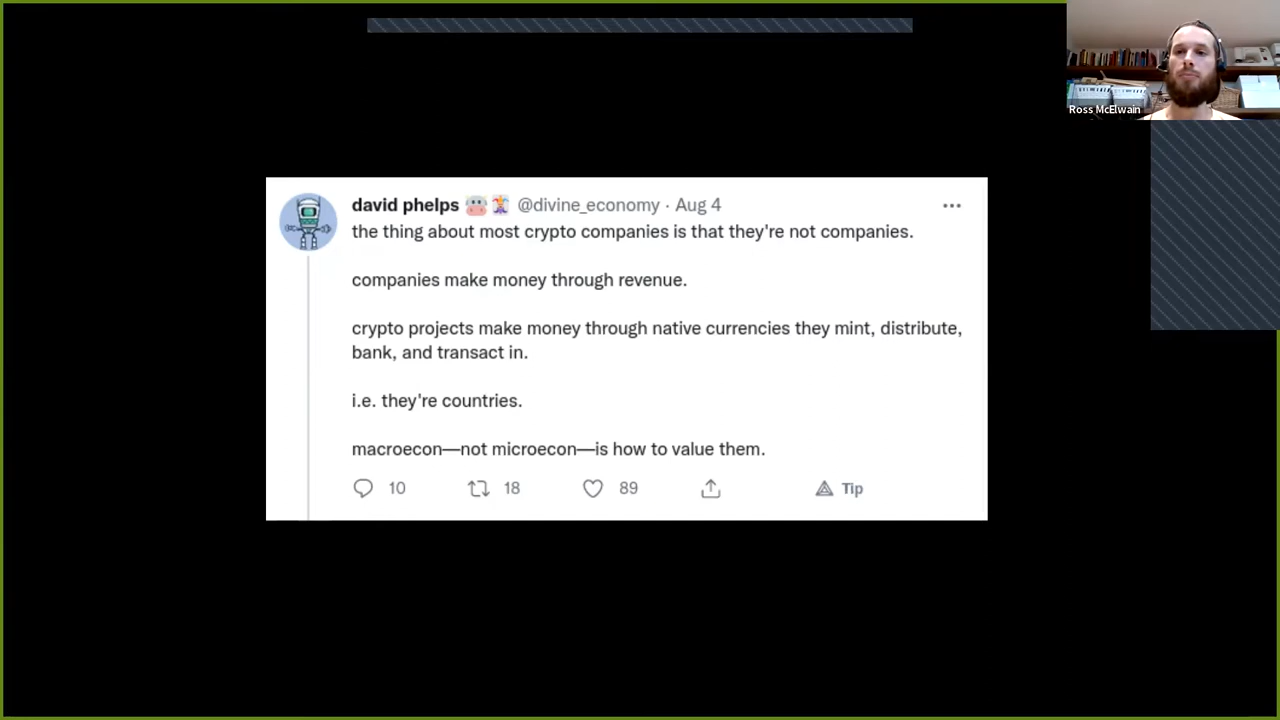 Ross McElwain
david phelps 🐮🃏 @divine_economy · Aug 4
the thing about most crypto companies is that they're not companies.
companies make money through revenue.
crypto projects make money through native currencies they mint, distribute,
bank, and transact in.
i.e. they're countries.
macroecon—not microecon—is how to value them.
10 18 89 Tip